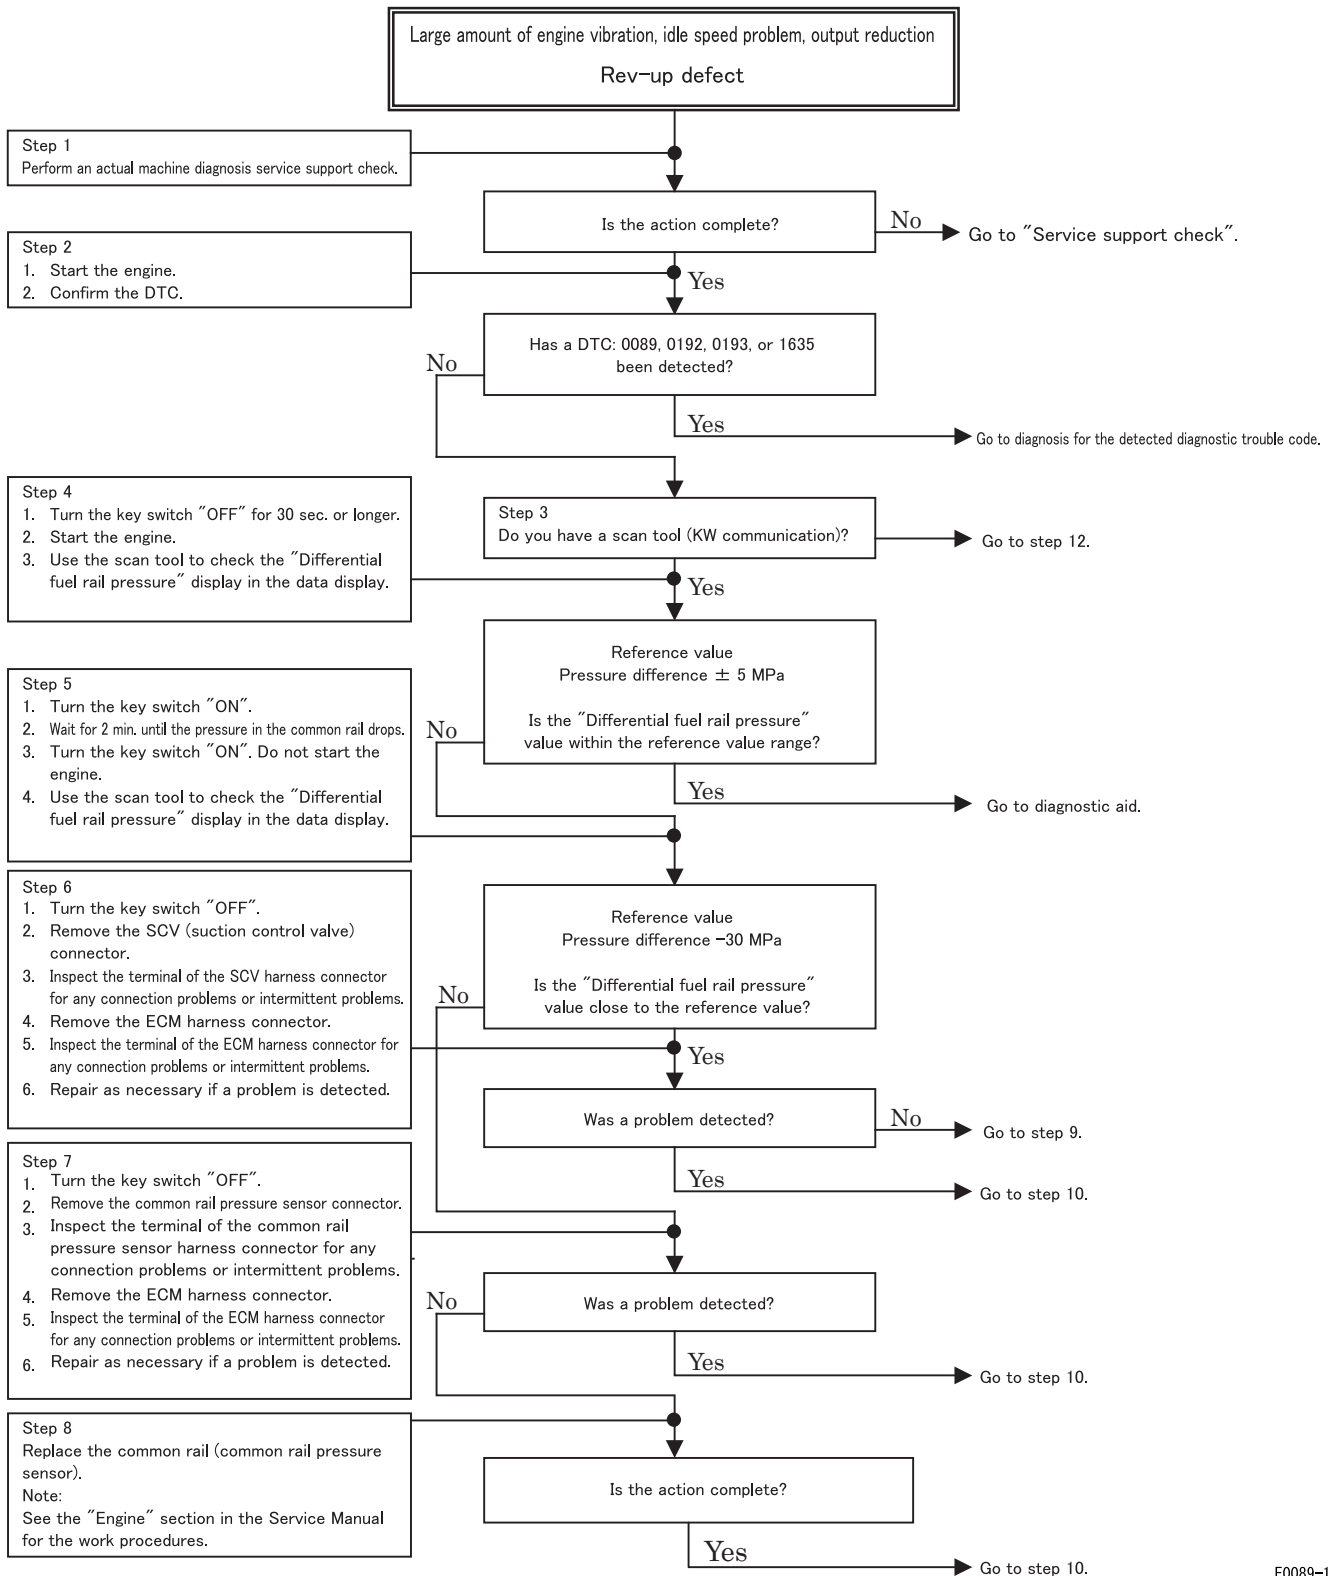 Large amount of engine vibration, idle speed problem, output reduction
Rev-up defect
Step 1
Perform an actual machine diagnosis service support check.
Is the action complete?
No
Go to "Service support check".
Step 2
1. Start the engine.
2. Confirm the DTC.
Yes
Has a DTC: 0089, 0192, 0193, or 1635
been detected?
No
Yes
Go to diagnosis for the detected diagnostic trouble code.
Step 4
1. Turn the key switch "OFF" for 30 sec. or longer.
2. Start the engine.
3. Use the scan tool to check the "Differential
fuel rail pressure" display in the data display.
Step 3
Do you have a scan tool (KW communication)?
Go to step 12.
Yes
Reference value
Pressure difference ± 5 MPa
Is the "Differential fuel rail pressure"
value within the reference value range?
Step 5
1. Turn the key switch "ON".
2. Wait for 2 min. until the pressure in the common rail drops.
3. Turn the key switch "ON". Do not start the
engine.
4. Use the scan tool to check the "Differential
fuel rail pressure" display in the data display.
No
Yes
Go to diagnostic aid.
Step 6
1. Turn the key switch "OFF".
2. Remove the SCV (suction control valve)
connector.
3. Inspect the terminal of the SCV harness connector
for any connection problems or intermittent problems.
4. Remove the ECM harness connector.
5. Inspect the terminal of the ECM harness connector for
any connection problems or intermittent problems.
6. Repair as necessary if a problem is detected.
Reference value
Pressure difference -30 MPa
Is the "Differential fuel rail pressure"
value close to the reference value?
No
Yes
Was a problem detected?
No
Go to step 9.
Yes
Go to step 10.
Step 7
1. Turn the key switch "OFF".
2. Remove the common rail pressure sensor connector.
3. Inspect the terminal of the common rail
pressure sensor harness connector for any
connection problems or intermittent problems.
4. Remove the ECM harness connector.
5. Inspect the terminal of the ECM harness connector
for any connection problems or intermittent problems.
6. Repair as necessary if a problem is detected.
Was a problem detected?
No
Yes
Go to step 10.
Step 8
Replace the common rail (common rail pressure
sensor).
Note:
See the "Engine" section in the Service Manual
for the work procedures.
Is the action complete?
Yes
Go to step 10.
E0089-1